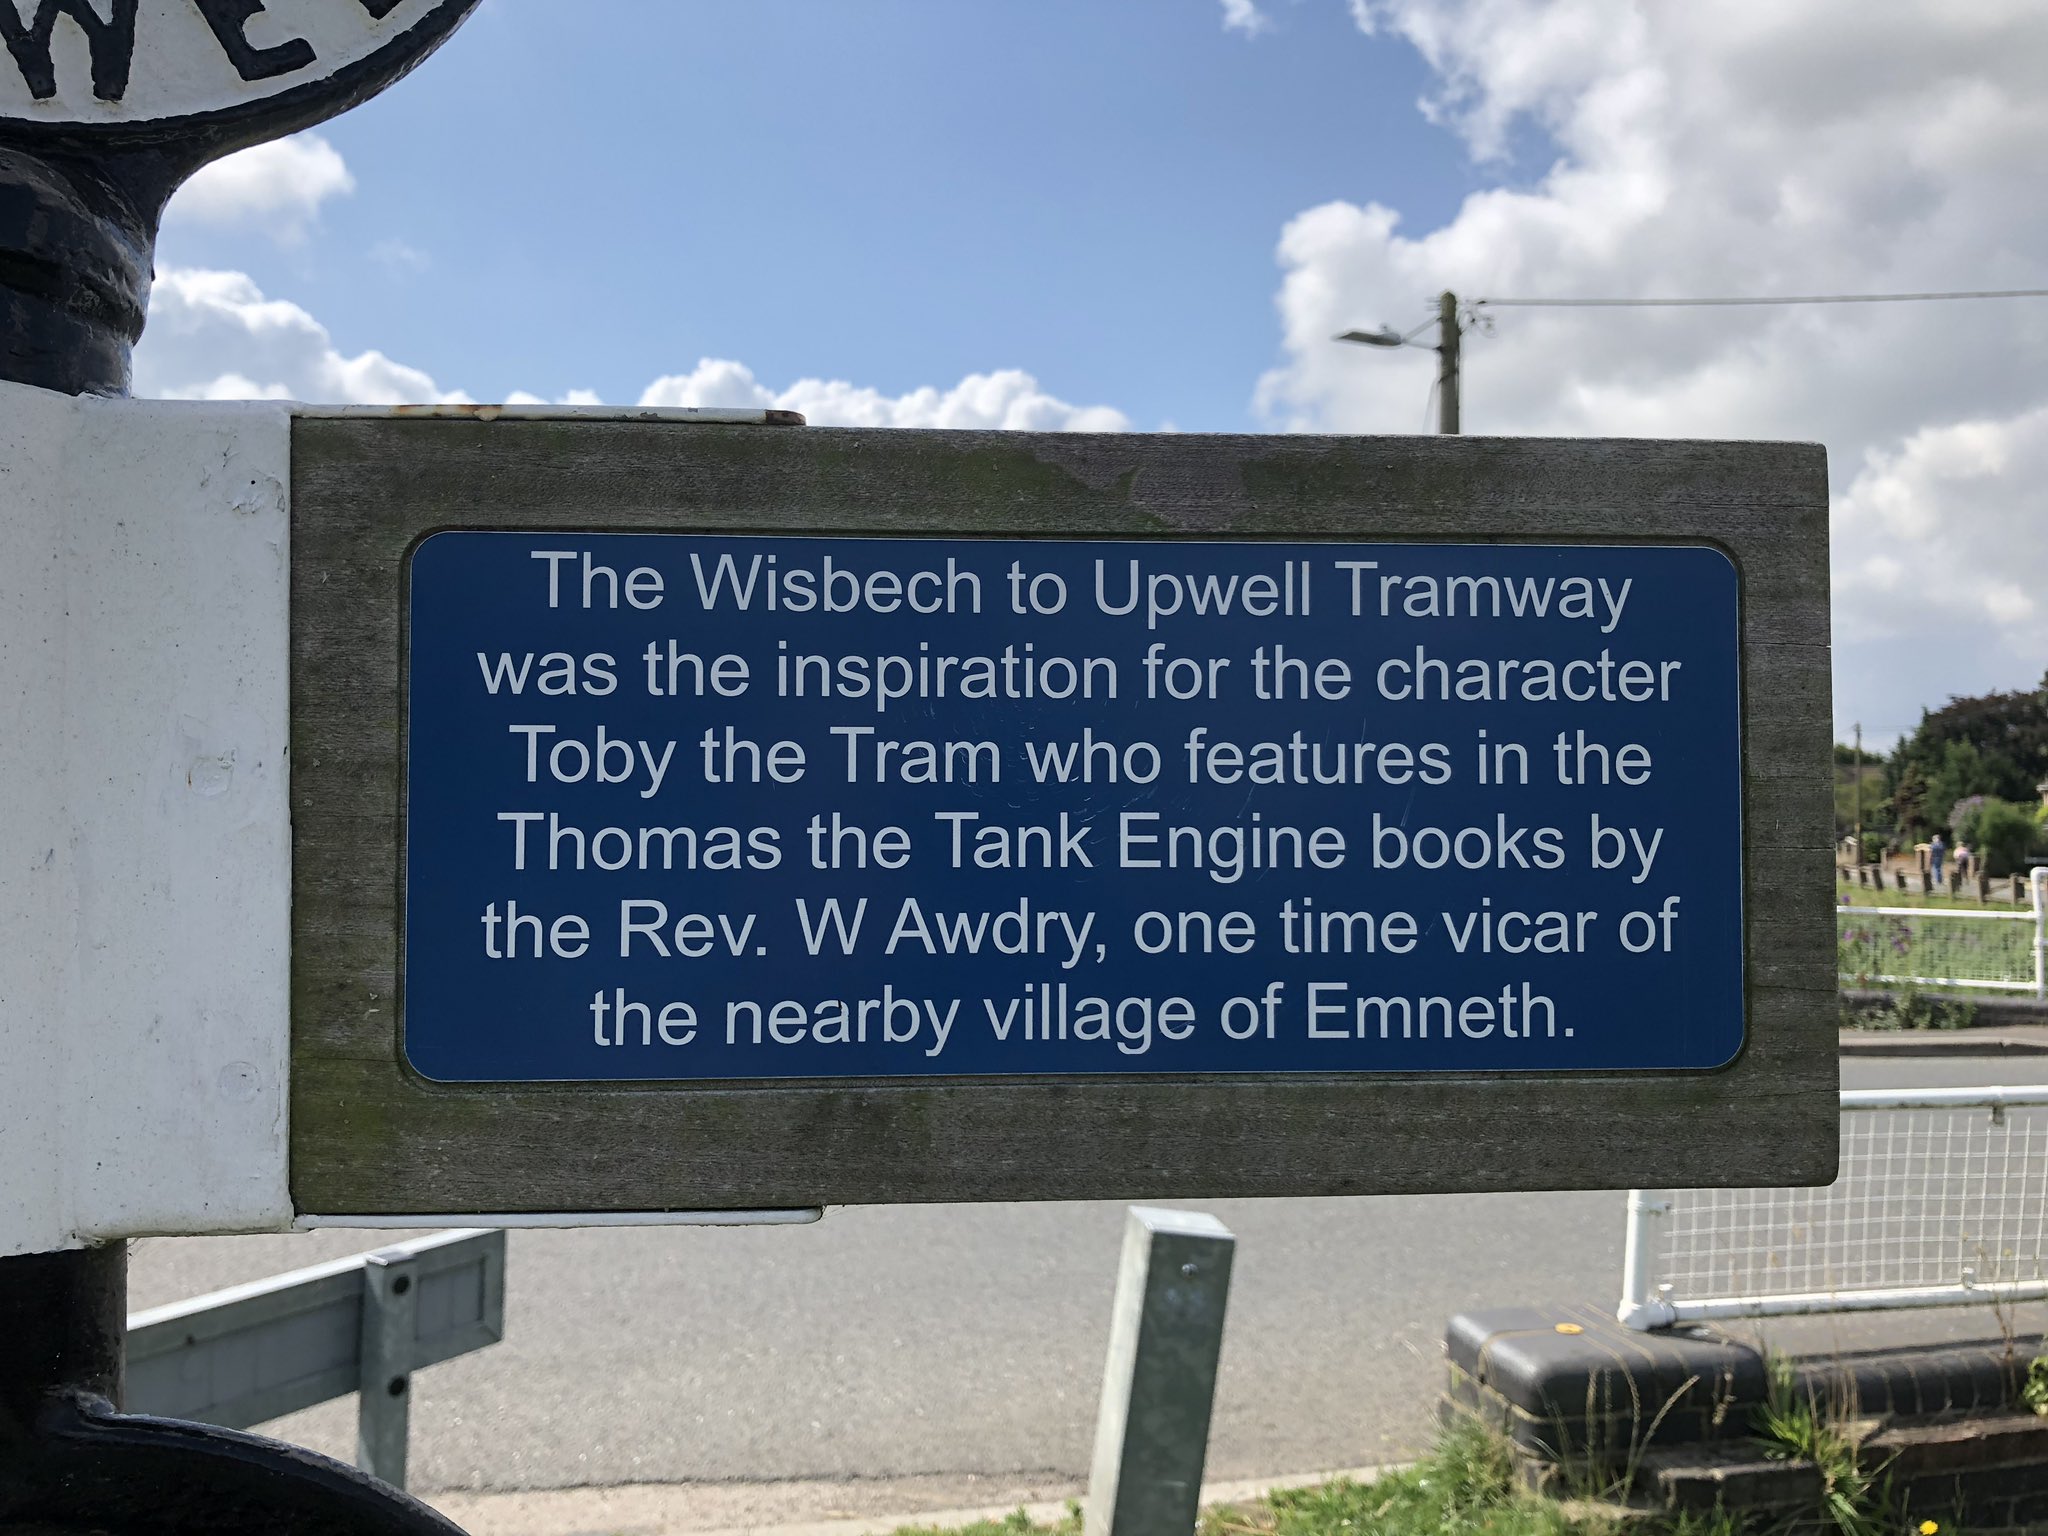 The Wisbech to Upwell Tramway
was the inspiration for the character
Toby the Tram who features in the
Thomas the Tank Engine books by
the Rev. W Awdry, one time vicar of
the nearby village of Emneth.